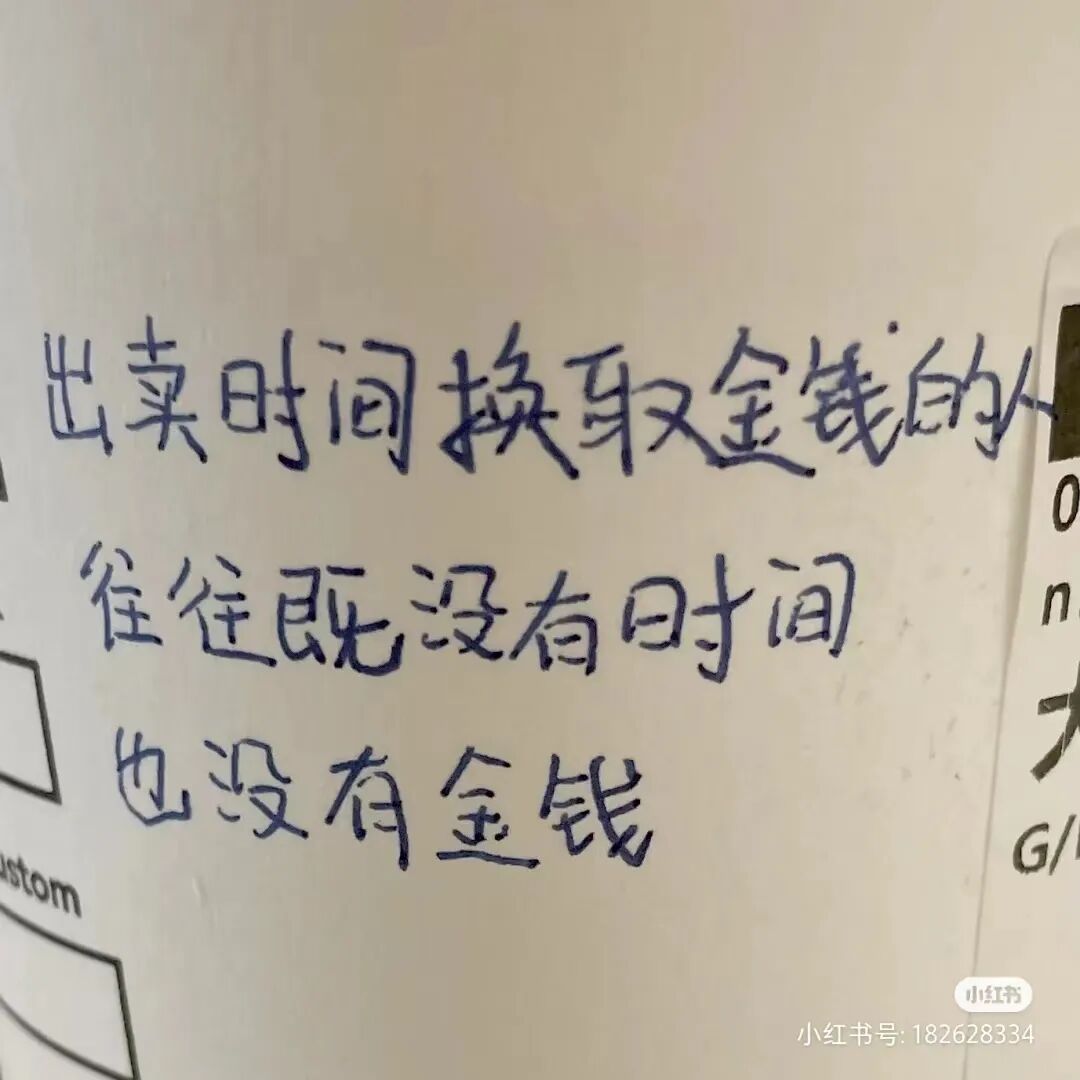 出卖时间换取金钱的人
往往既没有时间
也没有金钱
o
n
G/
ustom
小红书
小红书号: 182628334